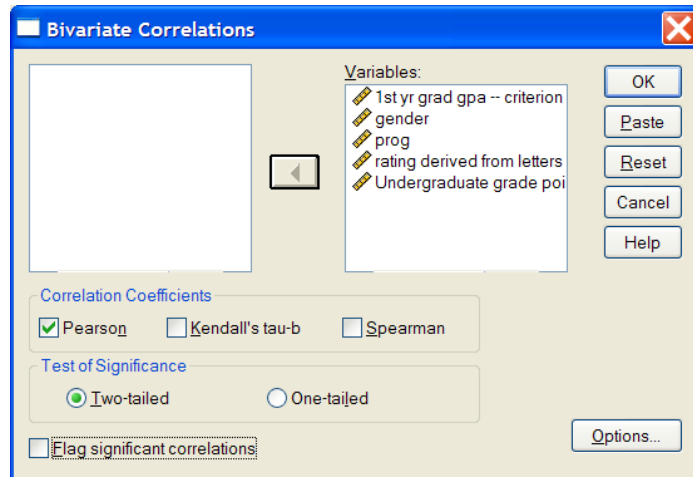 Bivariate Correlations
Variables:
1st yr grad gpa -- criterion
gender
prog
rating derived from letters
Undergraduate grade poi
OK
Paste
Reset
Cancel
Help
Correlation Coefficients
Pearson
Kendall's tau-b
Spearman
Test of Significance
Two-tailed
One-tailed
Flag significant correlations
Options...